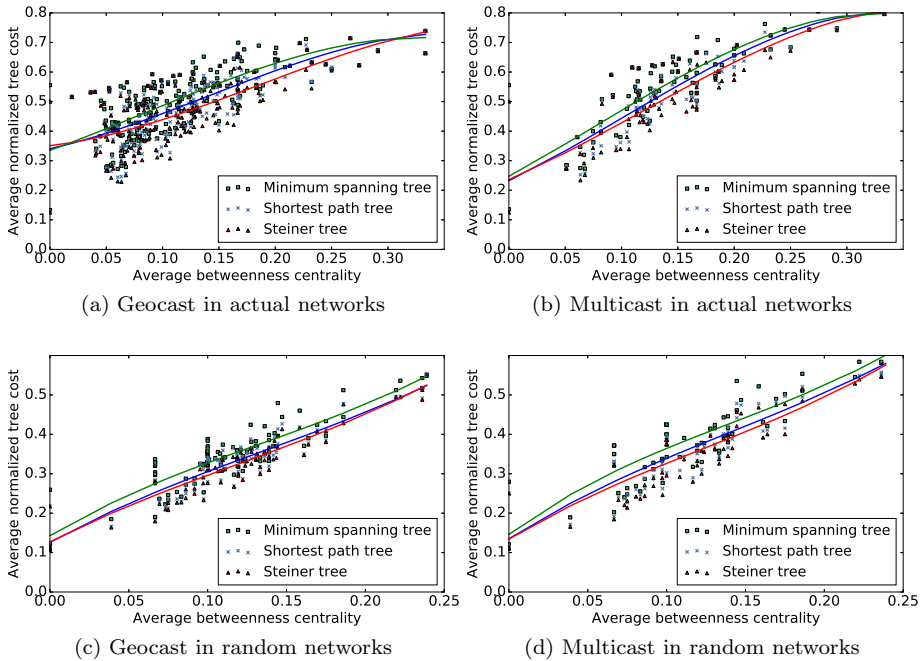 0.8
0.7
0.6
0.5
0.4
0.3
0.2
0.1
0.0
Average normalized tree cost
0.00 0.05 0.10 0.15 0.20 0.25 0.30
Average betweenness centrality
Minimum spanning tree
Shortest path tree
Steiner tree
(a) Geocast in actual networks
0.8
0.7
0.6
0.5
0.4
0.3
0.2
0.1
0.0
Average normalized tree cost
0.00 0.05 0.10 0.15 0.20 0.25 0.30
Average betweenness centrality
Minimum spanning tree
Shortest path tree
Steiner tree
(b) Multicast in actual networks
0.5
0.4
0.3
0.2
0.1
0.0
Average normalized tree cost
0.00 0.05 0.10 0.15 0.20 0.25
Average betweenness centrality
Minimum spanning tree
Shortest path tree
Steiner tree
(c) Geocast in random networks
0.5
0.4
0.3
0.2
0.1
0.0
Average normalized tree cost
0.00 0.05 0.10 0.15 0.20 0.25
Average betweenness centrality
Minimum spanning tree
Shortest path tree
Steiner tree
(d) Multicast in random networks